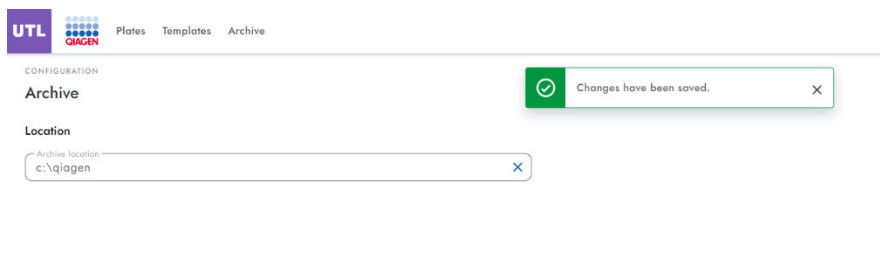 UTL QIAGEN Plates Templates Archive
CONFIGURATION
Archive
Changes have been saved.
Location
Archive location
c:\qiagen